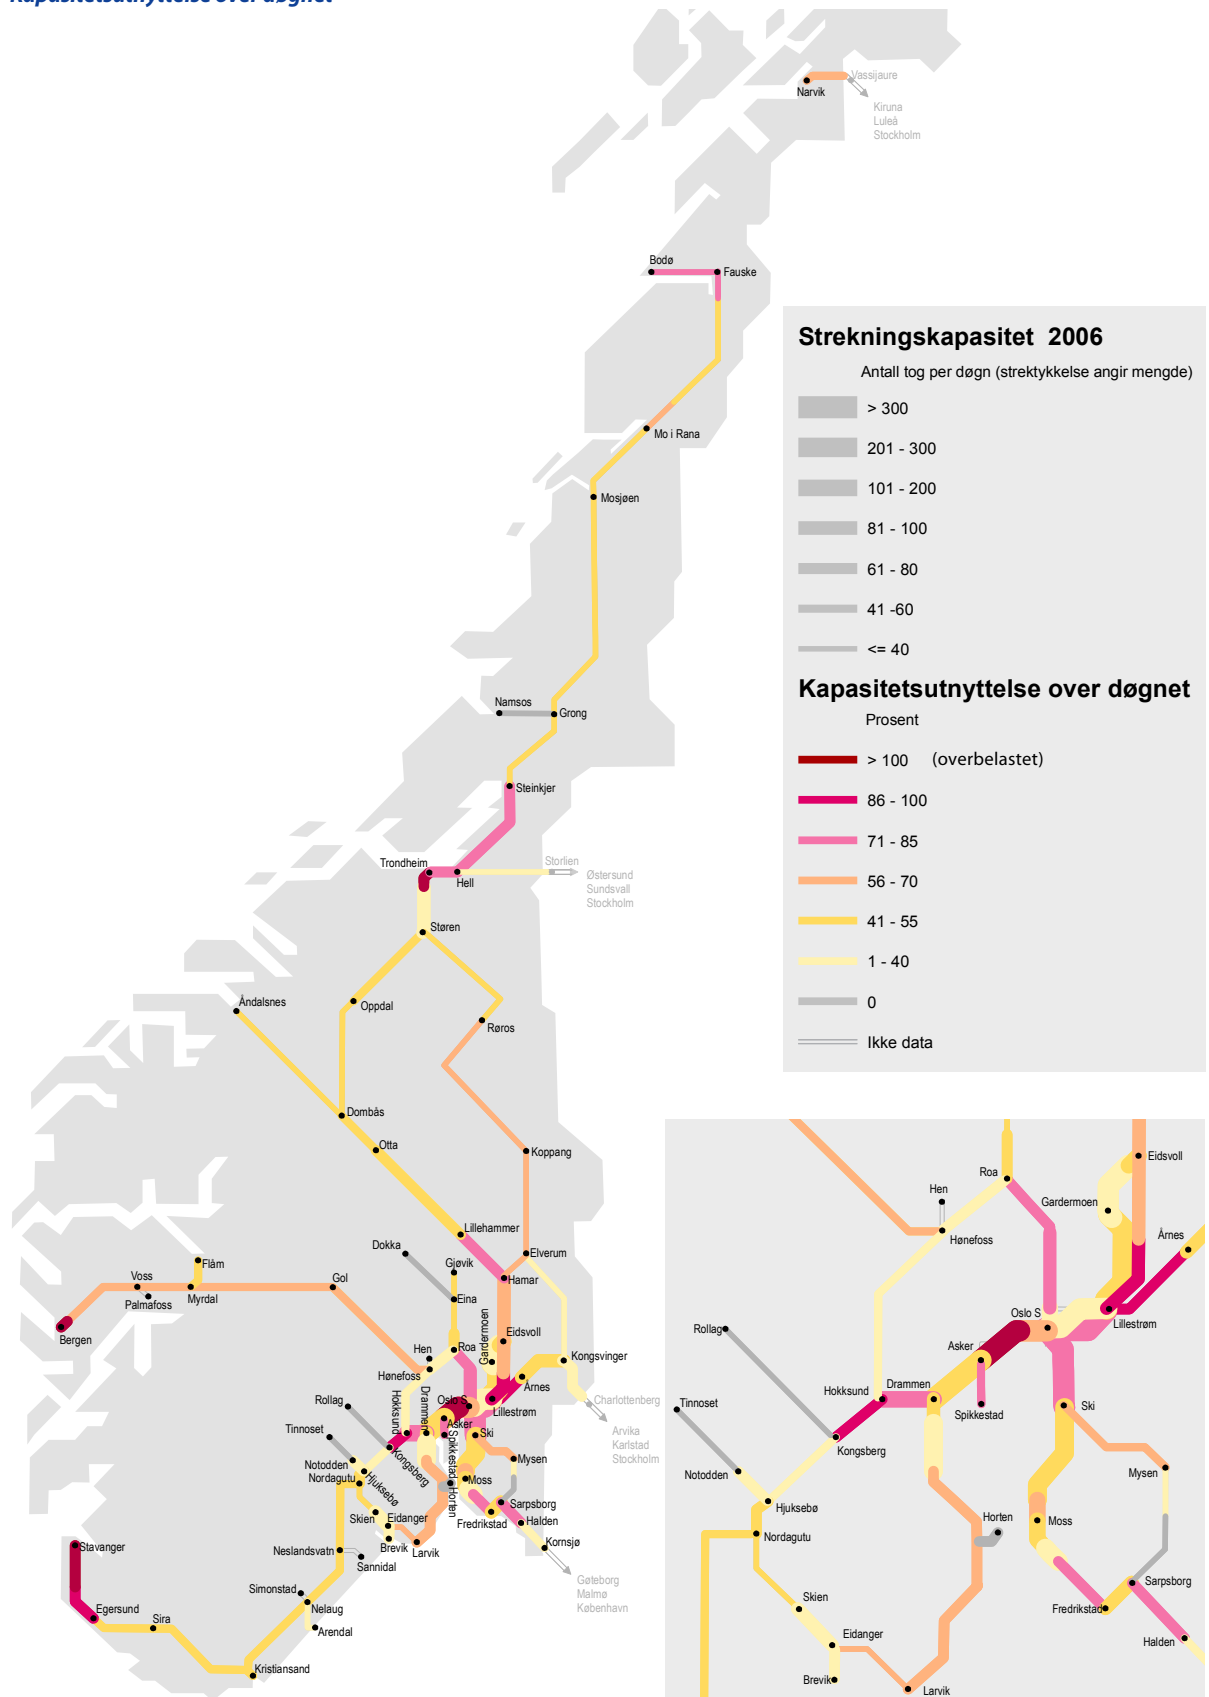 Kapasitetsutnyttelse over døgnet
Vassijaure
Narvik
Kiruna
Luleå
Stockholm
Bodø
Fauske
Strekningskapasitet 2006
Antall tog per døgn (strektykkelse angir mengde)
> 300
201 - 300
101 - 200
81 - 100
61 - 80
41 -60
<= 40
Kapasitetsutnyttelse over døgnet
Prosent
> 100 (overbelastet)
86 - 100
71 - 85
56 - 70
41 - 55
1 - 40
0
Ikke data
Mo i Rana
Mosjøen
Namsos
Grong
Steinkjer
Trondheim
Hell
Storlien
Østersund
Sundsvall
Stockholm
Støren
Åndalsnes
Oppdal
Røros
Dombås
Otta
Koppang
Lillehammer
Dokka
Gjøvik
Elverum
Flåm
Voss
Gol
Hamar
Palmafoss
Myrdal
Eina
Bergen
Eidsvoll
Gardermoen
Hen
Roa
Kongsvinger
Hønefoss
Årnes
Rollag
Hokksund
Drammen
Oslo S
Lillestrøm
Charlottenberg
Asker
Tinnoset
Spikkestad
Ski
Arvika
Karlstad
Stockholm
Kongsberg
Notodden
Mysen
Nordagutu
Hjuksebø
Moss
Horten
Skien
Eidanger
Sarpsborg
Fredrikstad
Halden
Stavanger
Brevik
Larvik
Kornsjø
Neslandsvatn
Sannidal
Gøteborg
Malmø
København
Simonstad
Nelaug
Egersund
Sira
Arendal
Kristiansand
Eidsvoll
Roa
Hen
Gardermoen
Hønefoss
Årnes
Oslo S
Lillestrøm
Rollag
Asker
Hokksund
Drammen
Tinnoset
Spikkestad
Ski
Kongsberg
Notodden
Mysen
Hjuksebø
Horten
Moss
Nordagutu
Sarpsborg
Skien
Fredrikstad
Eidanger
Halden
Brevik
Larvik